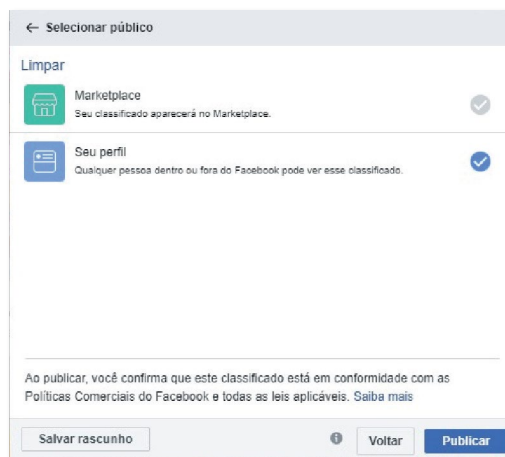 ← Selecionar público
Limpar
Marketplace
Seu classificado aparecerá no Marketplace.
Seu perfil
Qualquer pessoa dentro ou fora do Facebook pode ver esse classificado.
Ao publicar, você confirma que este classificado está em conformidade com as
Políticas Comerciais do Facebook e todas as leis aplicáveis. Saiba mais
Salvar rascunho Voltar Publicar